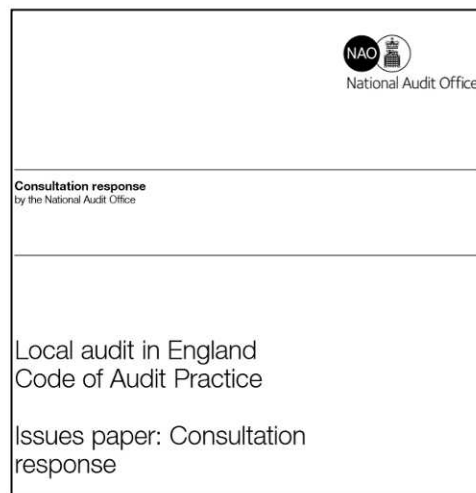 NAO
National Audit Office
Consultation response
by the National Audit Office
Local audit in England
Code of Audit Practice
Issues paper: Consultation
response